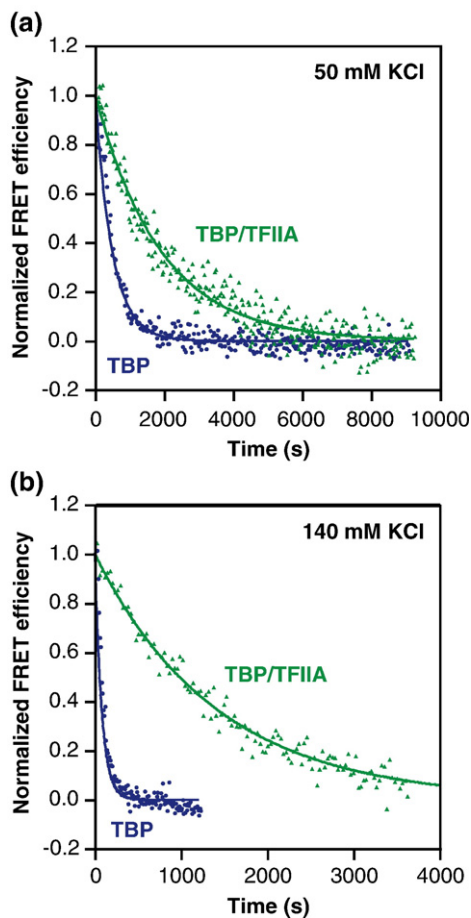 (a)
1.2
50 mM KCl
1.0
0.8
0.6
TBP/TFIIA
0.4
0.2
0.0
TBP
-0.2
0 2000 4000 6000 8000 10000
Normalized FRET efficiency
Time (s)
(b)
1.2
140 mM KCl
1.0
0.8
0.6
TBP/TFIIA
0.4
0.2
0.0
TBP
-0.2
0 1000 2000 3000 4000
Normalized FRET efficiency
Time (s)